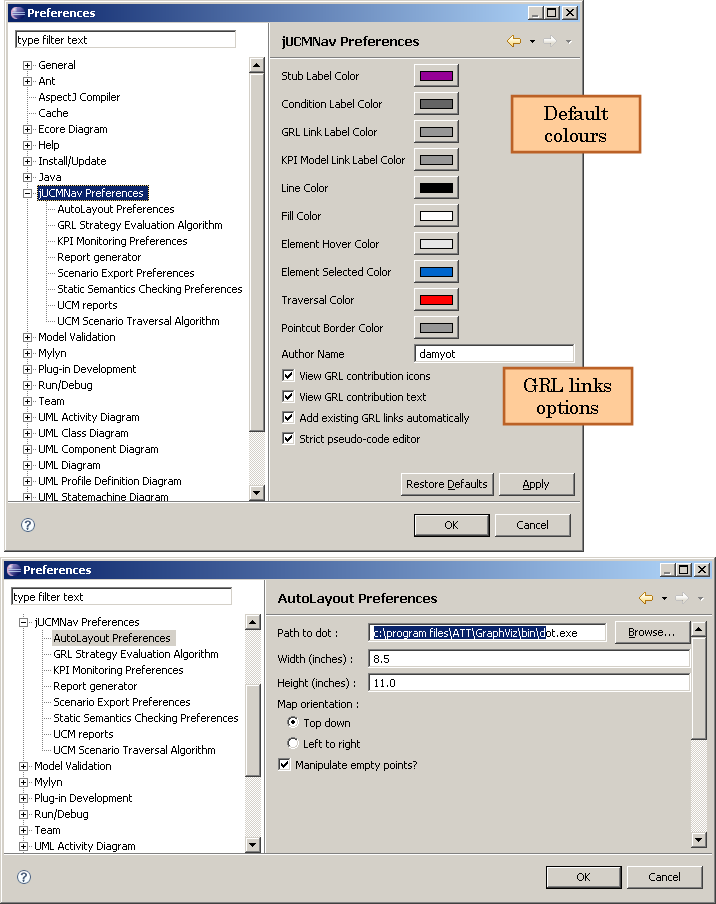 Preferences
type filter text
General
Ant
AspectJ Compiler
Cache
Ecore Diagram
Help
Install/Update
Java
jUCMNav Preferences
AutoLayout Preferences
GRL Strategy Evaluation Algorithm
KPI Monitoring Preferences
Report generator
Scenario Export Preferences
Static Semantics Checking Preferences
UCM reports
UCM Scenario Traversal Algorithm
Model Validation
Mylyn
Plug-in Development
Run/Debug
Team
UML Activity Diagram
UML Class Diagram
UML Component Diagram
UML Diagram
UML Profile Definition Diagram
UML Statemachine Diagram
jUCMNav Preferences
Stub Label Color
Condition Label Color
GRL Link Label Color
KPI Model Link Label Color
Line Color
Fill Color
Element Hover Color
Element Selected Color
Traversal Color
Pointcut Border Color
Author Name damyot
View GRL contribution icons
View GRL contribution text
Add existing GRL links automatically
Strict pseudo-code editor
Restore Defaults Apply
OK Cancel
Default
colours
GRL links
options
Preferences
type filter text
jUCMNav Preferences
AutoLayout Preferences
GRL Strategy Evaluation Algorithm
KPI Monitoring Preferences
Report generator
Scenario Export Preferences
Static Semantics Checking Preferences
UCM reports
UCM Scenario Traversal Algorithm
Model Validation
Mylyn
Plug-in Development
Run/Debug
Team
UML Activity Diagram
AutoLayout Preferences
Path to dot : c:\program files\ATT\GraphViz\bin\dot.exe Browse...
Width (inches) : 8.5
Height (inches) : 11.0
Map orientation :
Top down
Left to right
Manipulate empty points?
OK Cancel